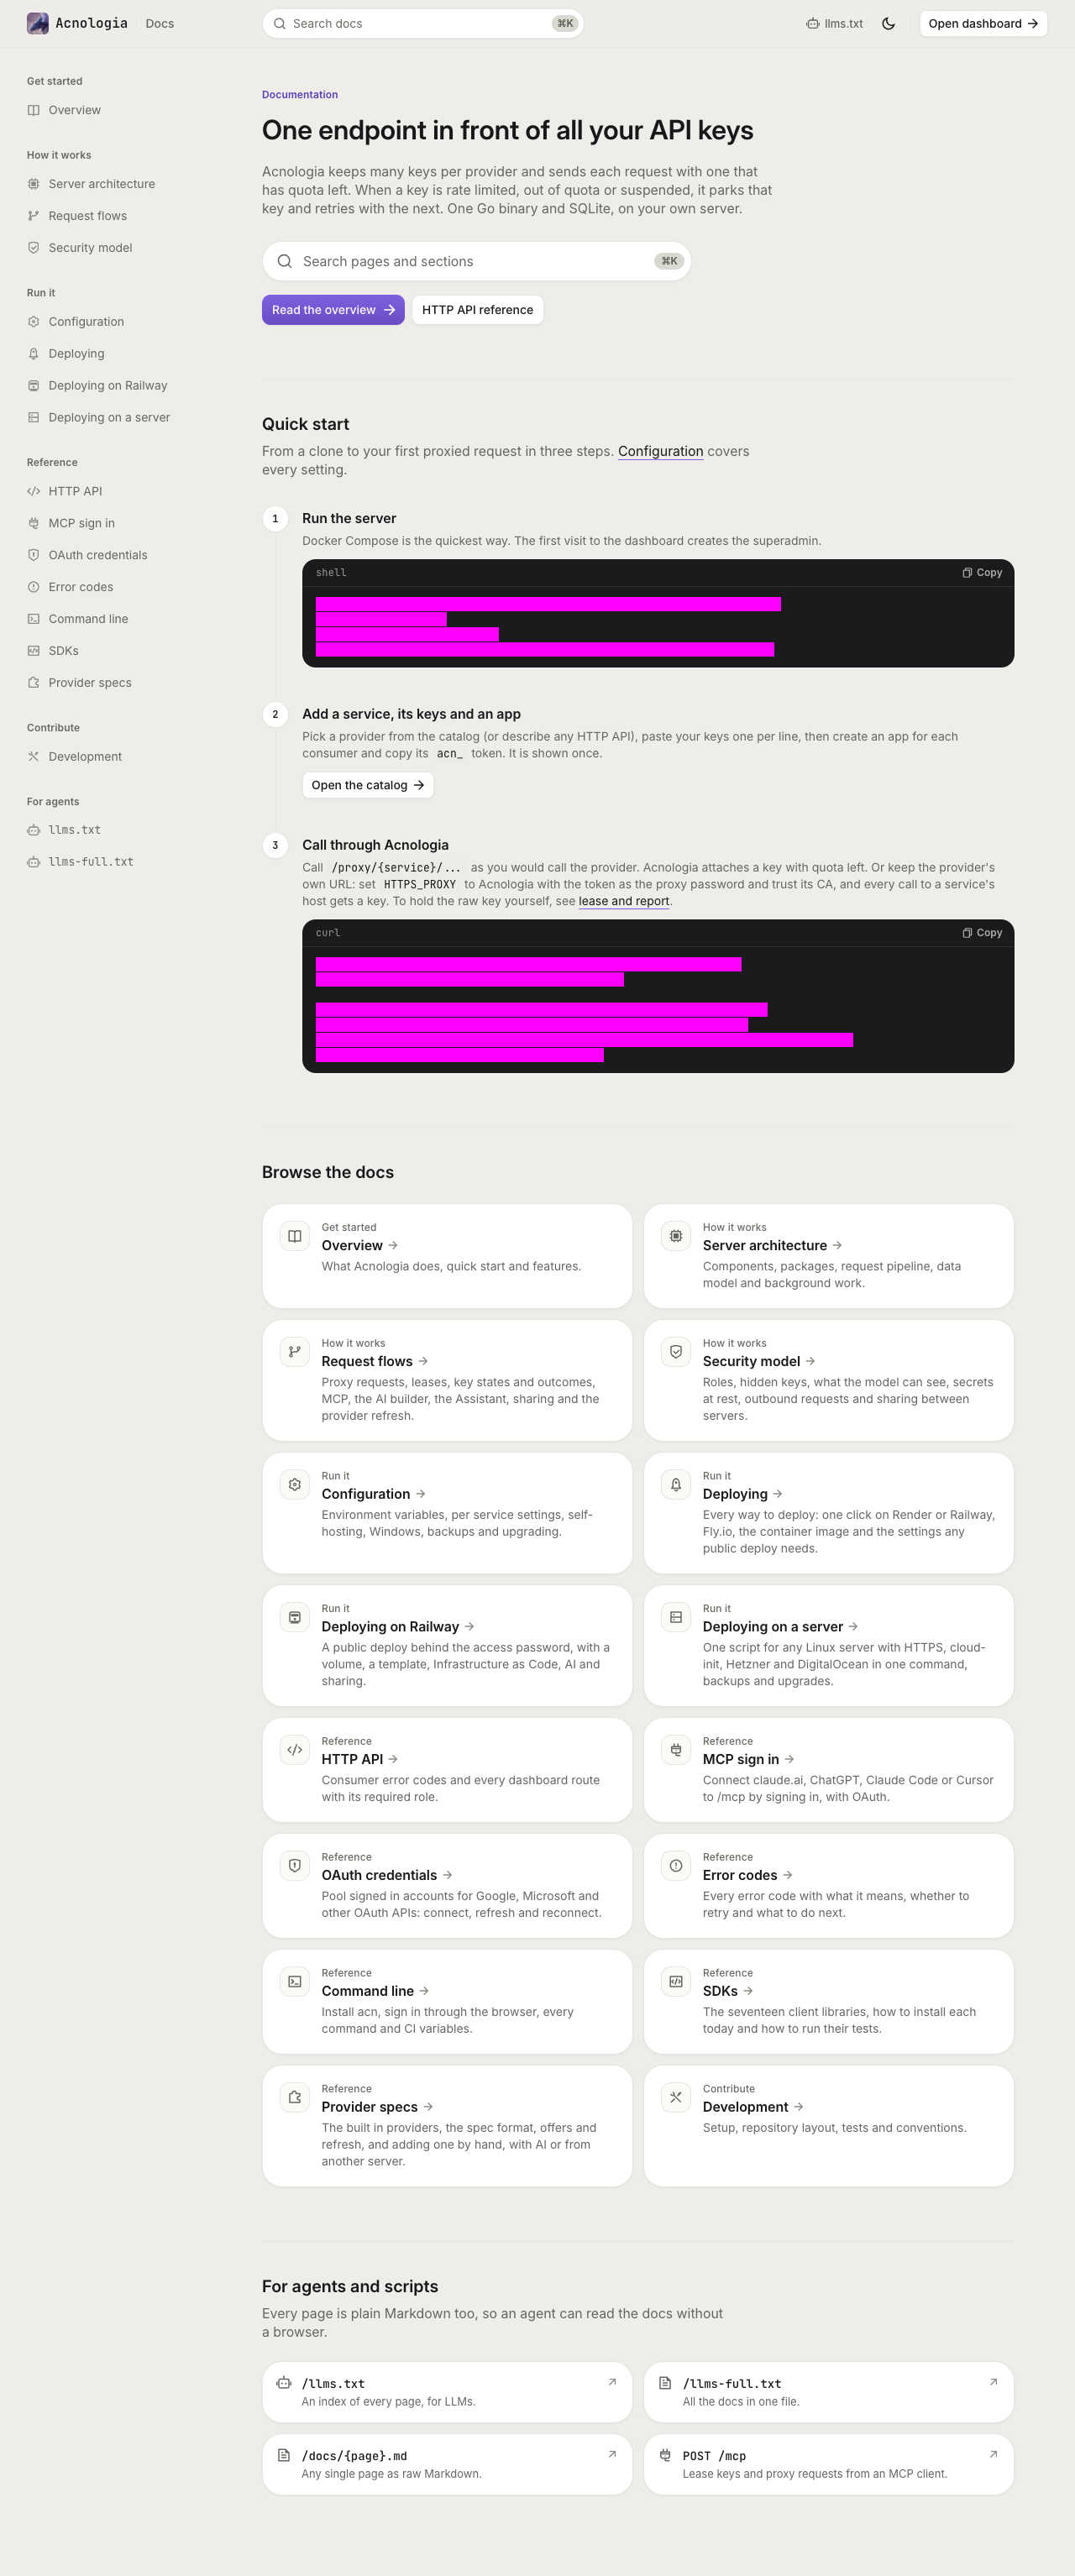 Acnologia
Docs
Search docs
⌘K
llms.txt
Open dashboard
Get started
Overview
How it works
Server architecture
Request flows
Security model
Run it
Configuration
Deploying
Deploying on Railway
Deploying on a server
Reference
HTTP API
MCP sign in
OAuth credentials
Error codes
Command line
SDKs
Provider specs
Contribute
Development
For agents
llms.txt
llms-full.txt
Documentation
One endpoint in front of all your API keys
Acnologia keeps many keys per provider and sends each request with one that
has quota left. When a key is rate limited, out of quota or suspended, it parks that
key and retries with the next. One Go binary and SQLite, on your own server.
Search pages and sections
⌘K
Read the overview
HTTP API reference
Quick start
From a clone to your first proxied request in three steps. Configuration covers
every setting.
1
Run the server
Docker Compose is the quickest way. The first visit to the dashboard creates the superadmin.
shell
Copy
2
Add a service, its keys and an app
Pick a provider from the catalog (or describe any HTTP API), paste your keys one per line, then create an app for each
consumer and copy its acn_ token. It is shown once.
Open the catalog
3
Call through Acnologia
Call /proxy/{service}/... as you would call the provider. Acnologia attaches a key with quota left. Or keep the provider's
own URL: set HTTPS_PROXY to Acnologia with the token as the proxy password and trust its CA, and every call to a service's
host gets a key. To hold the raw key yourself, see lease and report.
curl
Copy
Browse the docs
Get started
Overview
What Acnologia does, quick start and features.
How it works
Server architecture
Components, packages, request pipeline, data
model and background work.
How it works
Request flows
Proxy requests, leases, key states and outcomes,
MCP, the AI builder, the Assistant, sharing and the
provider refresh.
How it works
Security model
Roles, hidden keys, what the model can see, secrets
at rest, outbound requests and sharing between
servers.
Run it
Configuration
Environment variables, per service settings, self-
hosting, Windows, backups and upgrading.
Run it
Deploying
Every way to deploy: one click on Render or Railway,
Fly.io, the container image and the settings any
public deploy needs.
Run it
Deploying on Railway
A public deploy behind the access password, with a
volume, a template, Infrastructure as Code, AI and
sharing.
Run it
Deploying on a server
One script for any Linux server with HTTPS, cloud-
init, Hetzner and DigitalOcean in one command,
backups and upgrades.
Reference
HTTP API
Consumer error codes and every dashboard route
with its required role.
Reference
MCP sign in
Connect claude.ai, ChatGPT, Claude Code or Cursor
to /mcp by signing in, with OAuth.
Reference
OAuth credentials
Pool signed in accounts for Google, Microsoft and
other OAuth APIs: connect, refresh and reconnect.
Reference
Error codes
Every error code with what it means, whether to
retry and what to do next.
Reference
Command line
Install acn, sign in through the browser, every
command and CI variables.
Reference
SDKs
The seventeen client libraries, how to install each
today and how to run their tests.
Reference
Provider specs
The built in providers, the spec format, offers and
refresh, and adding one by hand, with AI or from
another server.
Contribute
Development
Setup, repository layout, tests and conventions.
For agents and scripts
Every page is plain Markdown too, so an agent can read the docs without
a browser.
/llms.txt
An index of every page, for LLMs.
/llms-full.txt
All the docs in one file.
/docs/{page}.md
Any single page as raw Markdown.
POST /mcp
Lease keys and proxy requests from an MCP client.